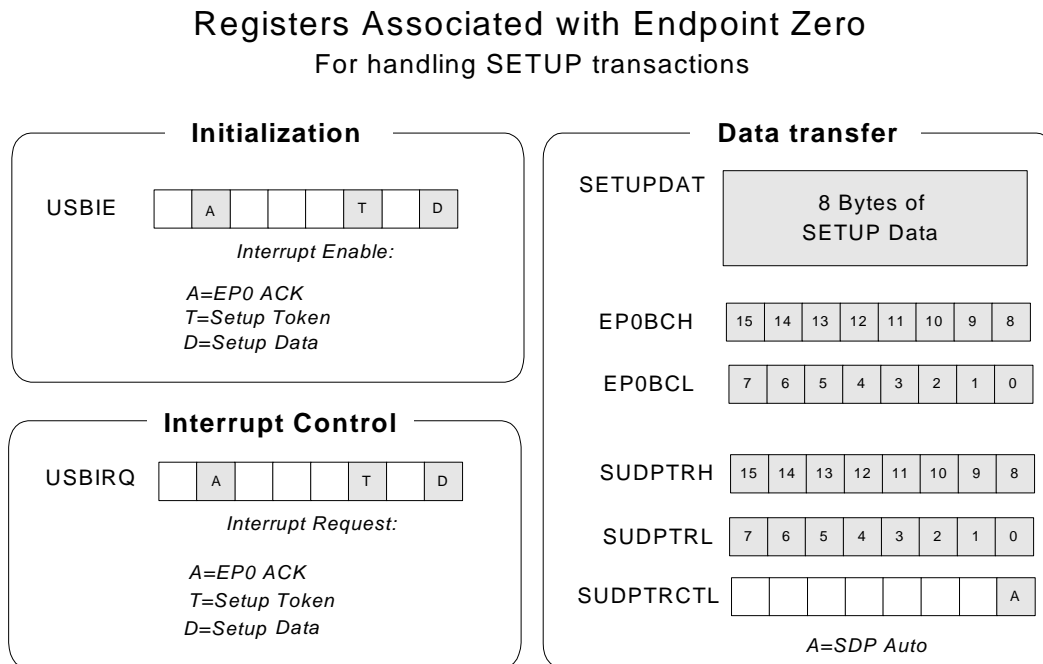 Registers Associated with Endpoint Zero
For handling SETUP transactions
Initialization
USBIE A T D
Interrupt Enable:
A=EP0 ACK
T=Setup Token
D=Setup Data
Interrupt Control
USBIRQ A T D
Interrupt Request:
A=EP0 ACK
T=Setup Token
D=Setup Data
Data transfer
SETUPDAT
8 Bytes of
SETUP Data
EP0BCH 15 14 13 12 11 10 9 8
EP0BCL 7 6 5 4 3 2 1 0
SUDPTRH 15 14 13 12 11 10 9 8
SUDPTRL 7 6 5 4 3 2 1 0
SUDPTRCTL A
A=SDP Auto